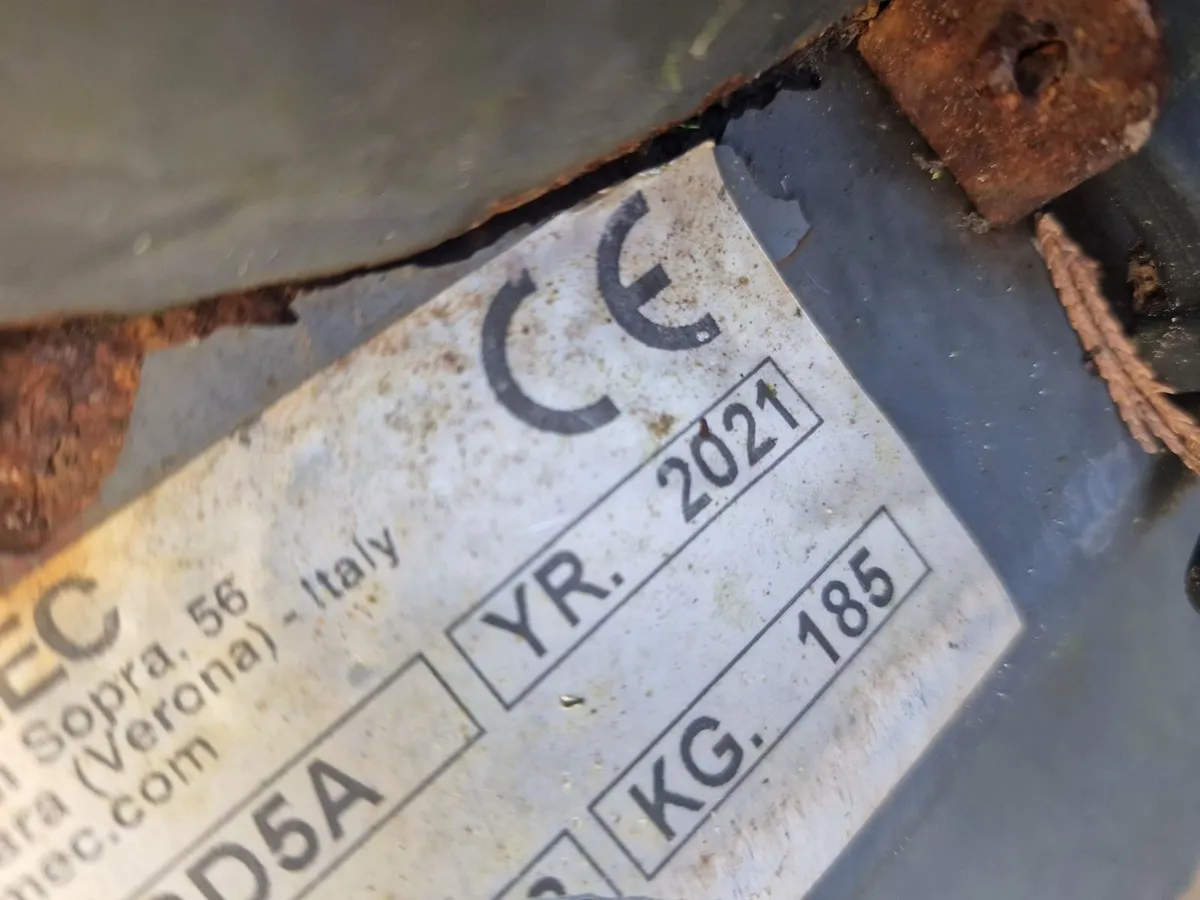 CE
EC
Sopra, 56
(Verona) - Italy
mec.com
YR. 2021
D5A
KG. 185